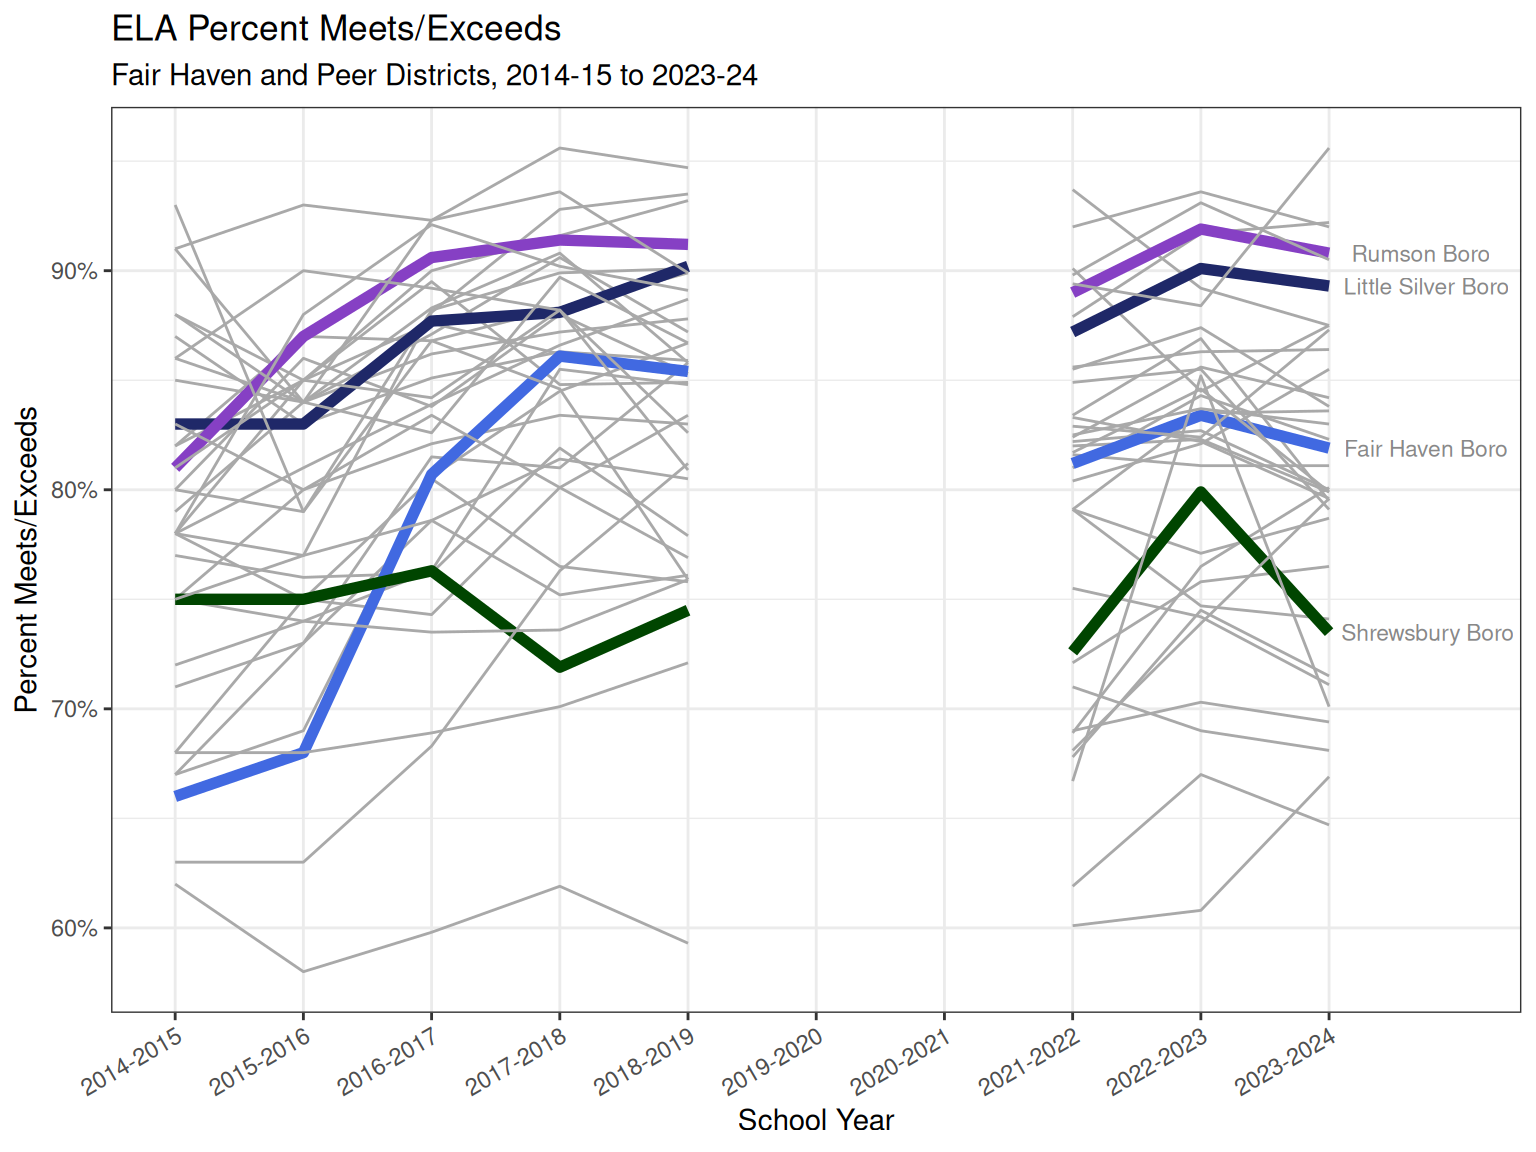 ELA Percent Meets/Exceeds
Fair Haven and Peer Districts, 2014-15 to 2023-24
Percent Meets/Exceeds
90%
80%
70%
60%
Rumson Boro
Little Silver Boro
Fair Haven Boro
Shrewsbury Boro
2014-2015
2015-2016
2016-2017
2017-2018
2018-2019
2019-2020
2020-2021
2021-2022
2022-2023
2023-2024
School Year